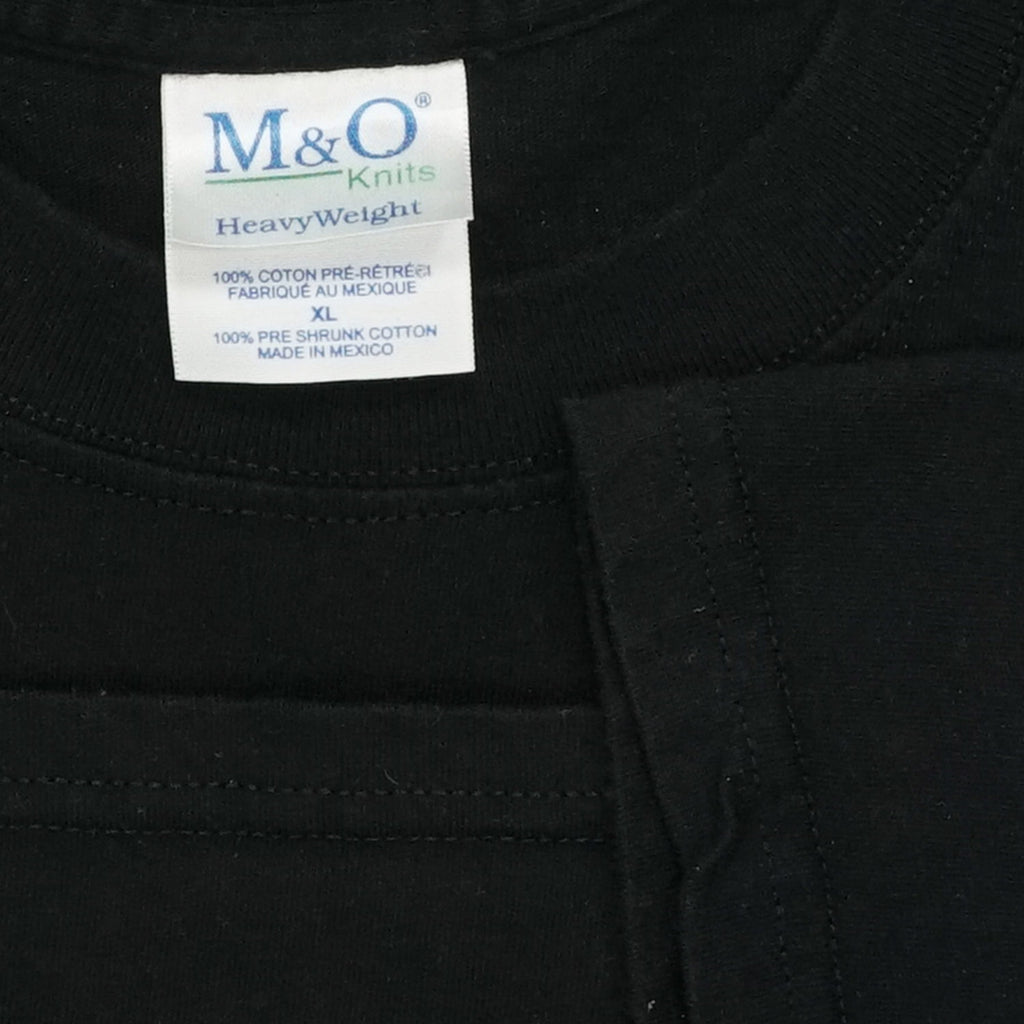 M&O®
Knits
HeavyWeight
100% COTON PRÉ-RÉTRÉCI
FABRIQUÉ AU MEXIQUE
XL
100% PRE SHRUNK COTTON
MADE IN MEXICO